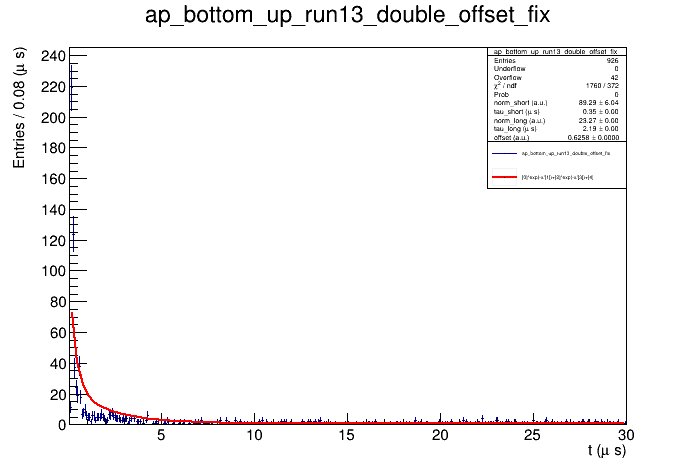 ap_bottom_up_run13_double_offset_fix
Entries / 0.08 (μ s)
240
220
200
180
160
140
120
100
80
60
40
20
0
5
10
15
20
25
30
t (μ s)
ap_bottom_up_run13_double_offset_fix
Entries 926
Underflow 0
Overflow 42
χ² / ndf 1760 / 372
Prob 0
norm_short (a.u.) 89.29 ± 6.04
tau_short (μ s) 0.35 ± 0.00
norm_long (a.u.) 23.27 ± 0.00
tau_long (μ s) 2.19 ± 0.00
offset (a.u.) 0.6258 ± 0.0000
ap_bottom_up_run13_double_offset_fix